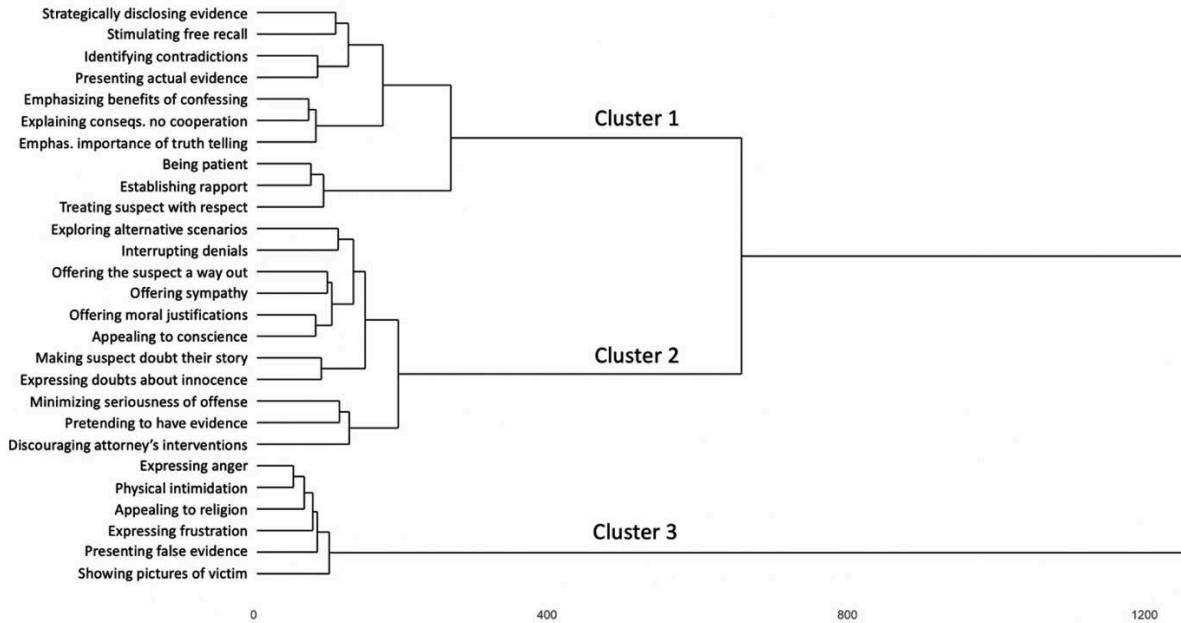 Strategically disclosing evidence
Stimulating free recall
Identifying contradictions
Presenting actual evidence
Emphasizing benefits of confessing
Explaining conseqs. no cooperation
Emphas. importance of truth telling
Being patient
Establishing rapport
Treating suspect with respect
Exploring alternative scenarios
Interrupting denials
Offering the suspect a way out
Offering sympathy
Offering moral justifications
Appealing to conscience
Making suspect doubt their story
Expressing doubts about innocence
Minimizing seriousness of offense
Pretending to have evidence
Discouraging attorney’s interventions
Expressing anger
Physical intimidation
Appealing to religion
Expressing frustration
Presenting false evidence
Showing pictures of victim
Cluster 1
Cluster 2
Cluster 3
0 400 800 1200